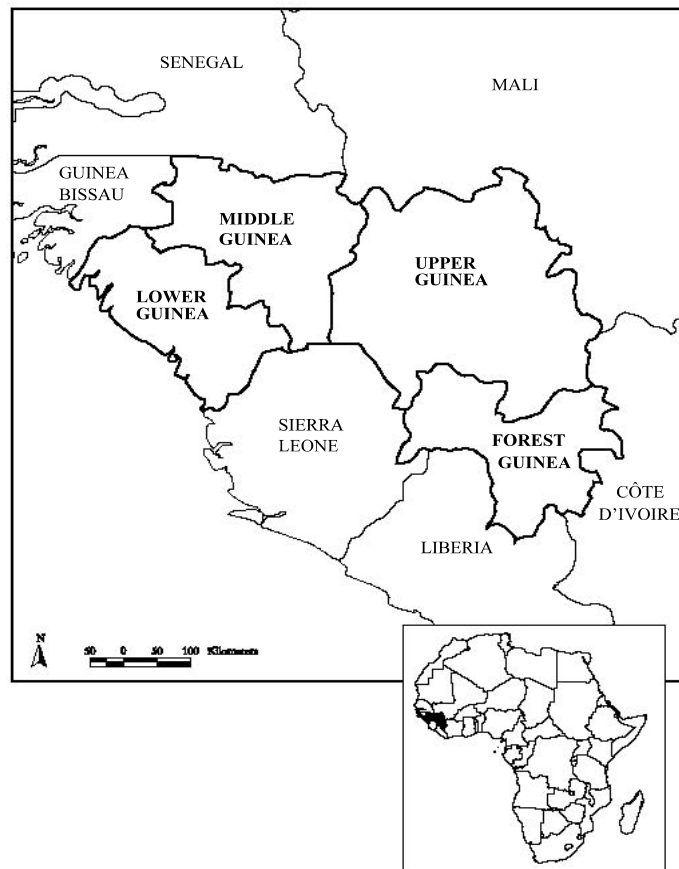 SENEGAL
MALI
GUINEA
BISSAU
MIDDLE
GUINEA
UPPER
GUINEA
LOWER
GUINEA
SIERRA
LEONE
FOREST
GUINEA
CÔTE
D'IVOIRE
LIBERIA
N
50 0 50 100 Kilometers